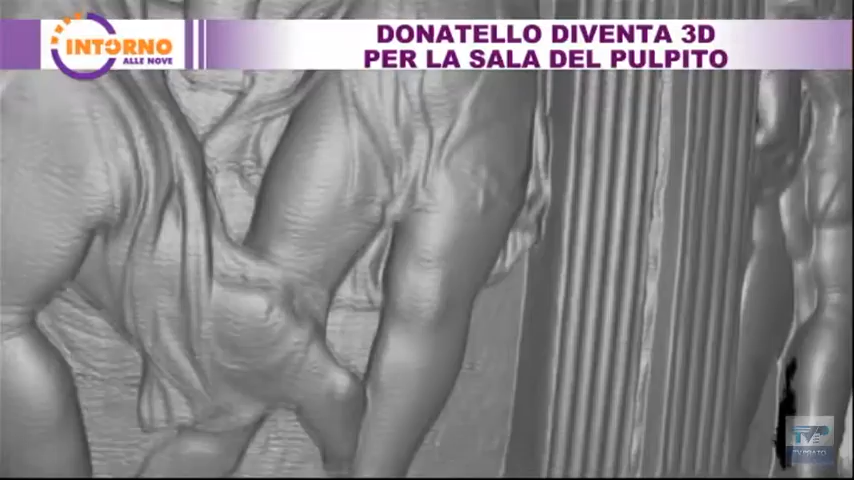 INTORNO
ALLE NOVE
DONATELLO DIVENTA 3D
PER LA SALA DEL PULPITO
TV PRATO